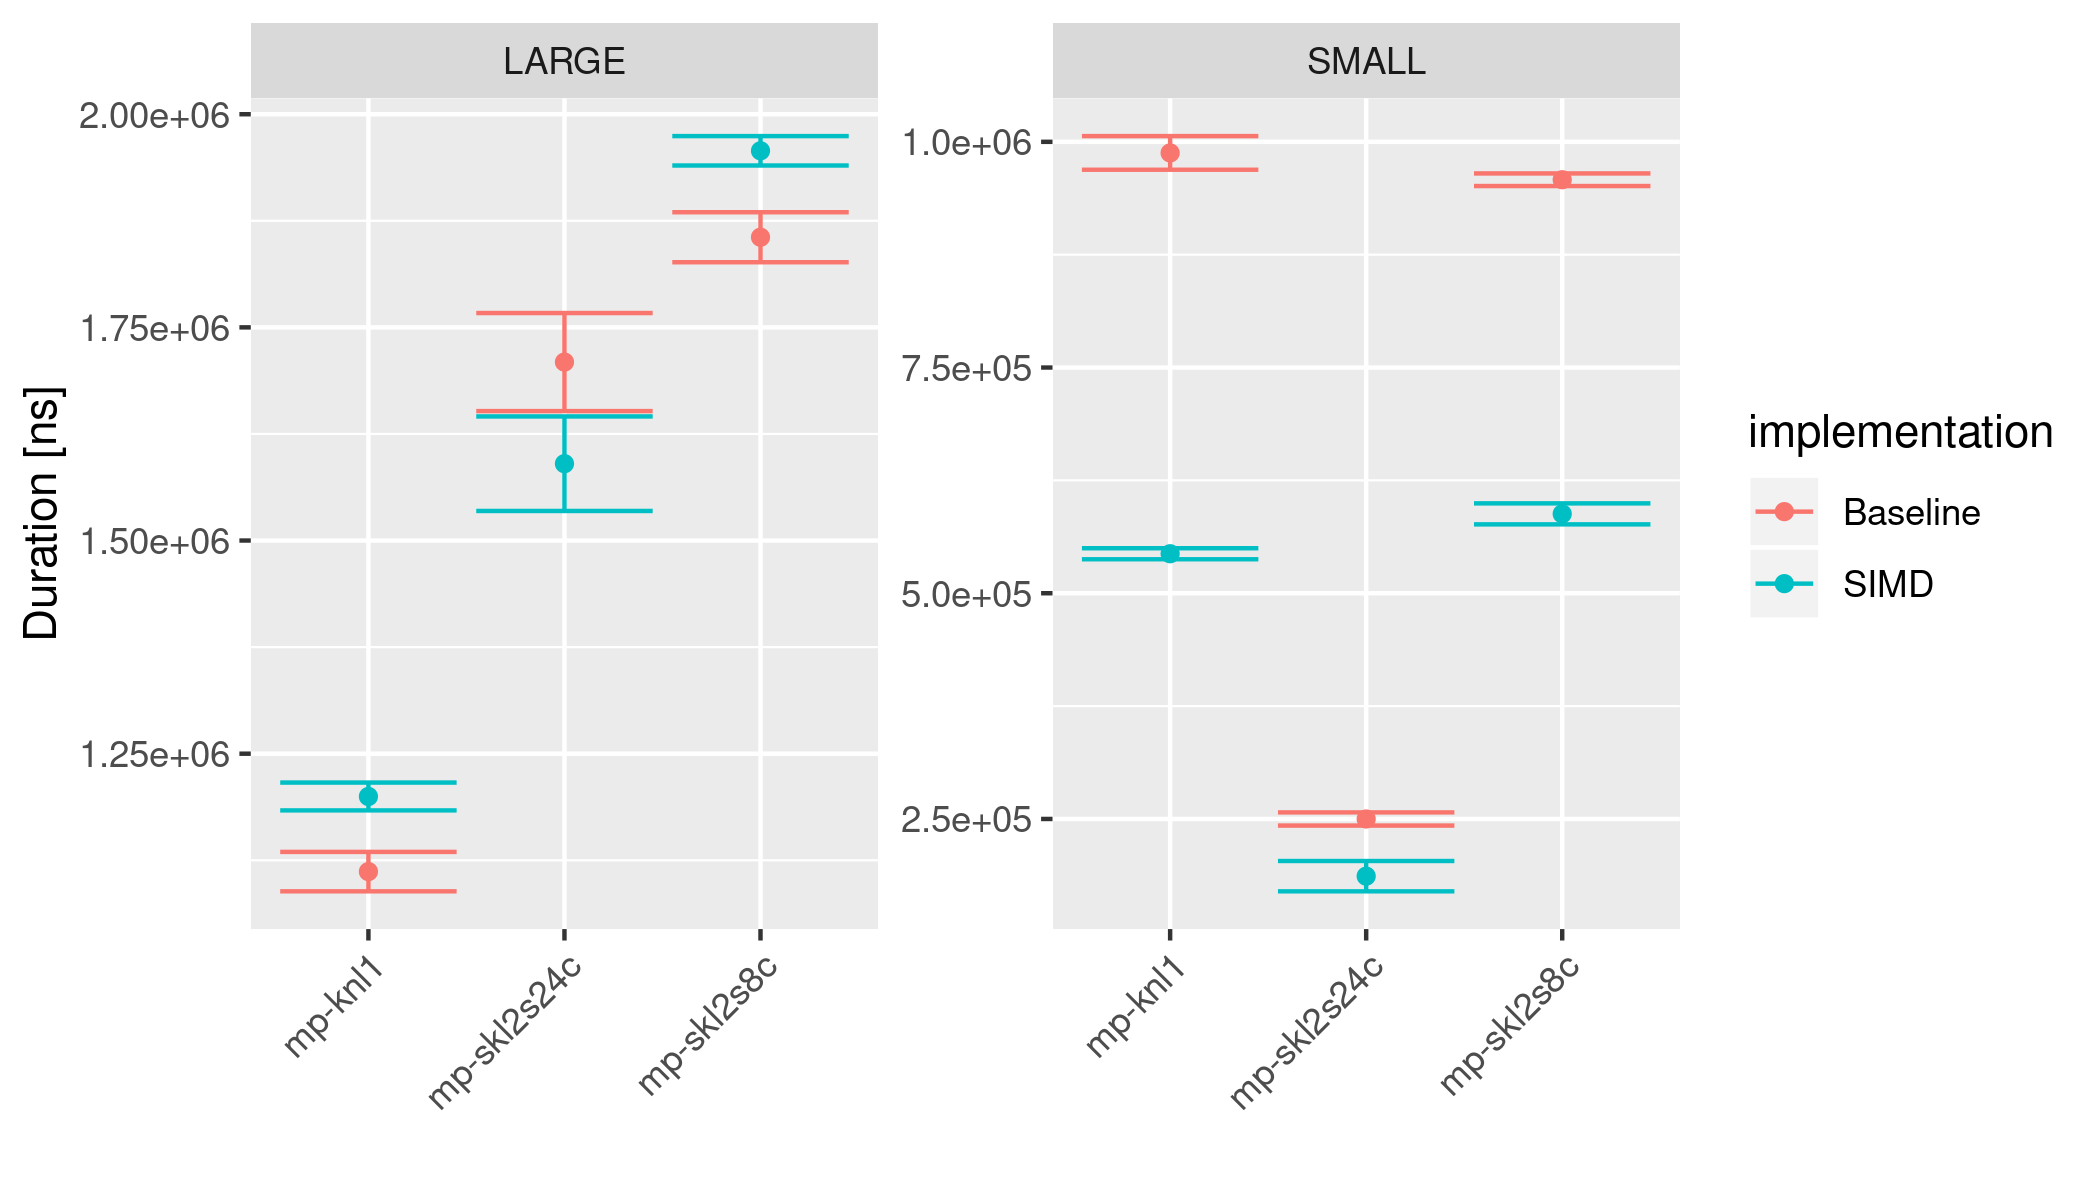 LARGE
SMALL
Duration [ns]
2.00e+06
1.75e+06
1.50e+06
1.25e+06
1.0e+06
7.5e+05
5.0e+05
2.5e+05
mp-knl1
mp-skl2s24c
mp-skl2s8c
mp-knl1
mp-skl2s24c
mp-skl2s8c
implementation
Baseline
SIMD